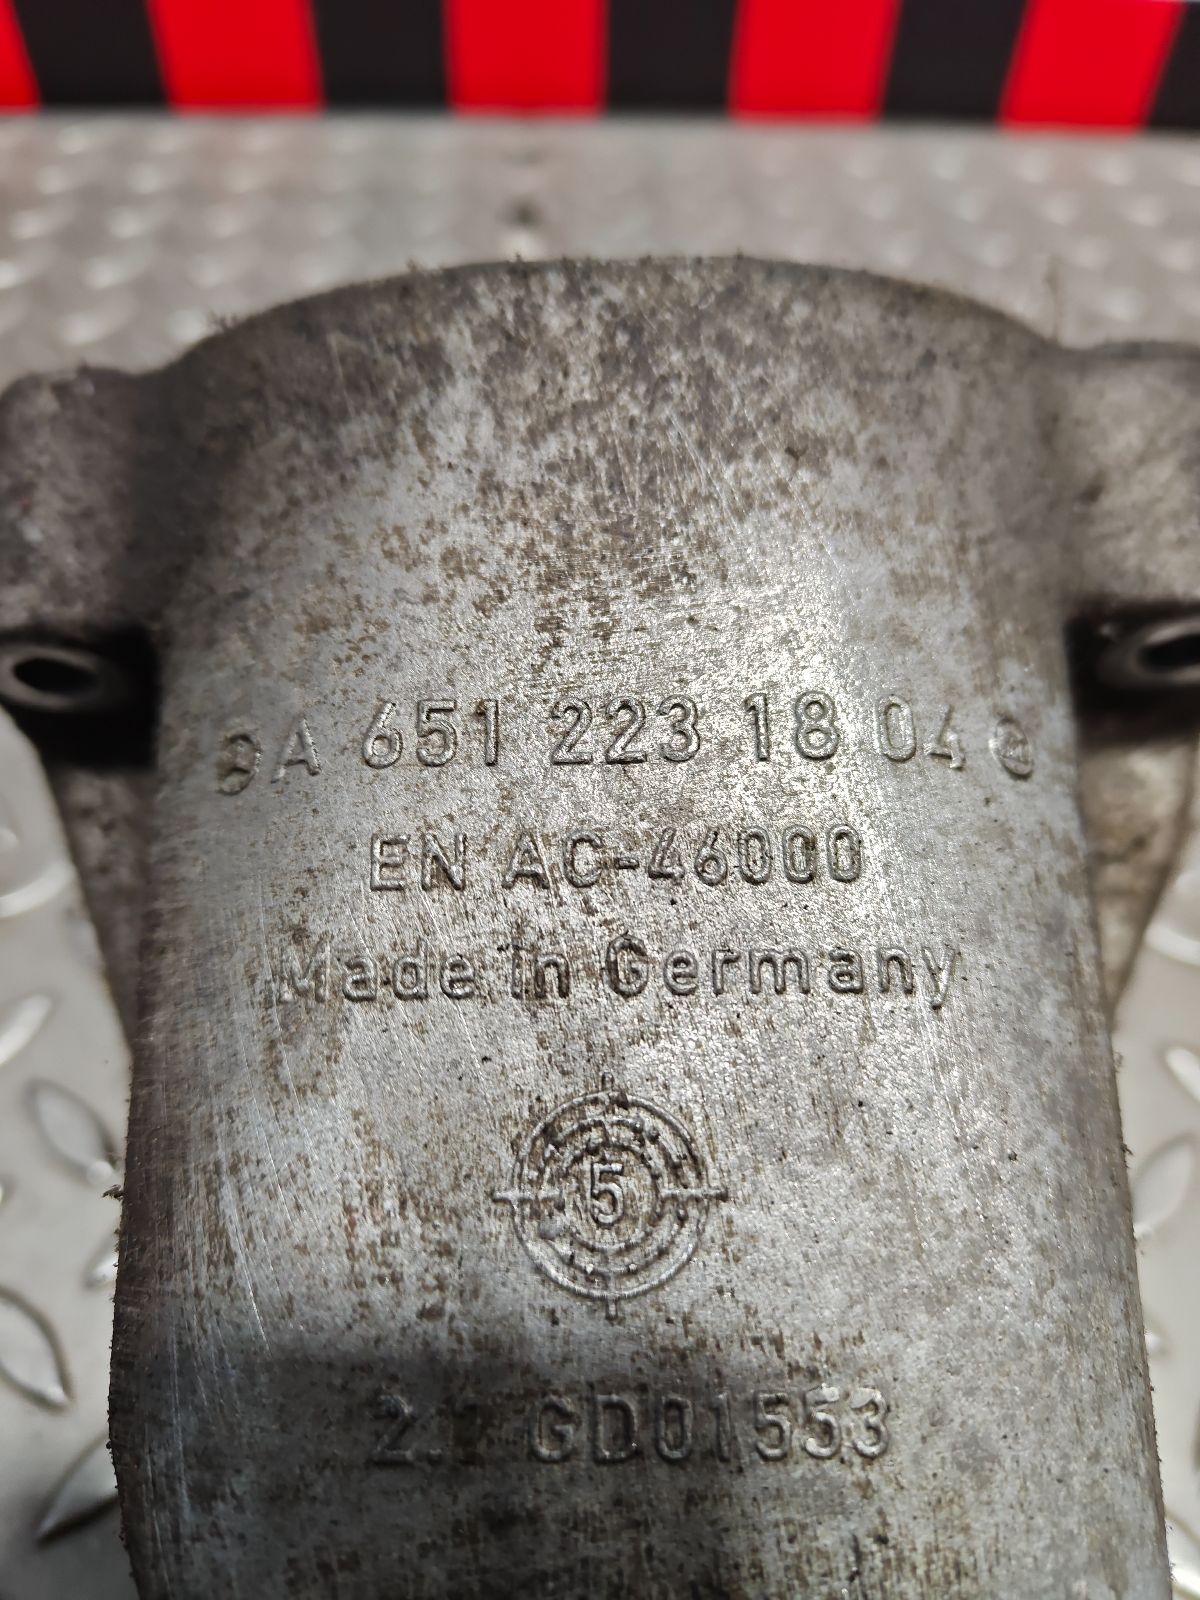 A 651 223 18 04
EN AC-46000
Made in Germany
5
GD01553